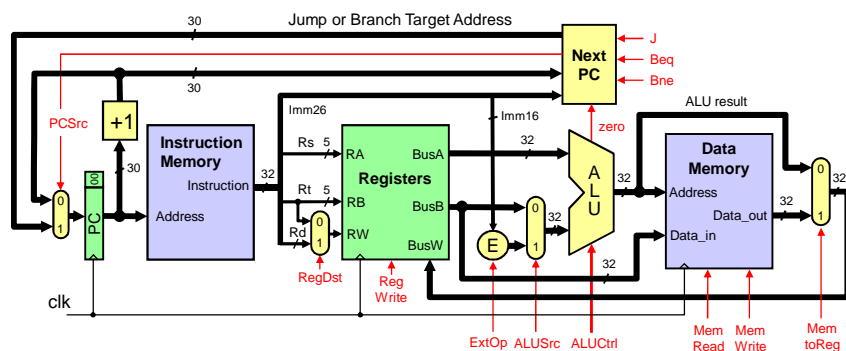 Jump or Branch Target Address
30
J
Beq
Bne
Next
PC
30
Imm26
Imm16
PCSrc
+1
30
Instruction
Memory
Instruction
Address
32
Rs
5
RA
BusA
32
Registers
Rt
5
RB
BusB
RW
BusW
Rd
0
1
0
1
PC
00
E
0
1
32
32
A
L
U
zero
32
ALU result
Data
Memory
Address
Data_out
Data_in
32
0
1
32
32
clk
RegDst
Reg
Write
ExtOp
ALUSrc
ALUCtrl
Mem
Read
Mem
Write
Mem
toReg